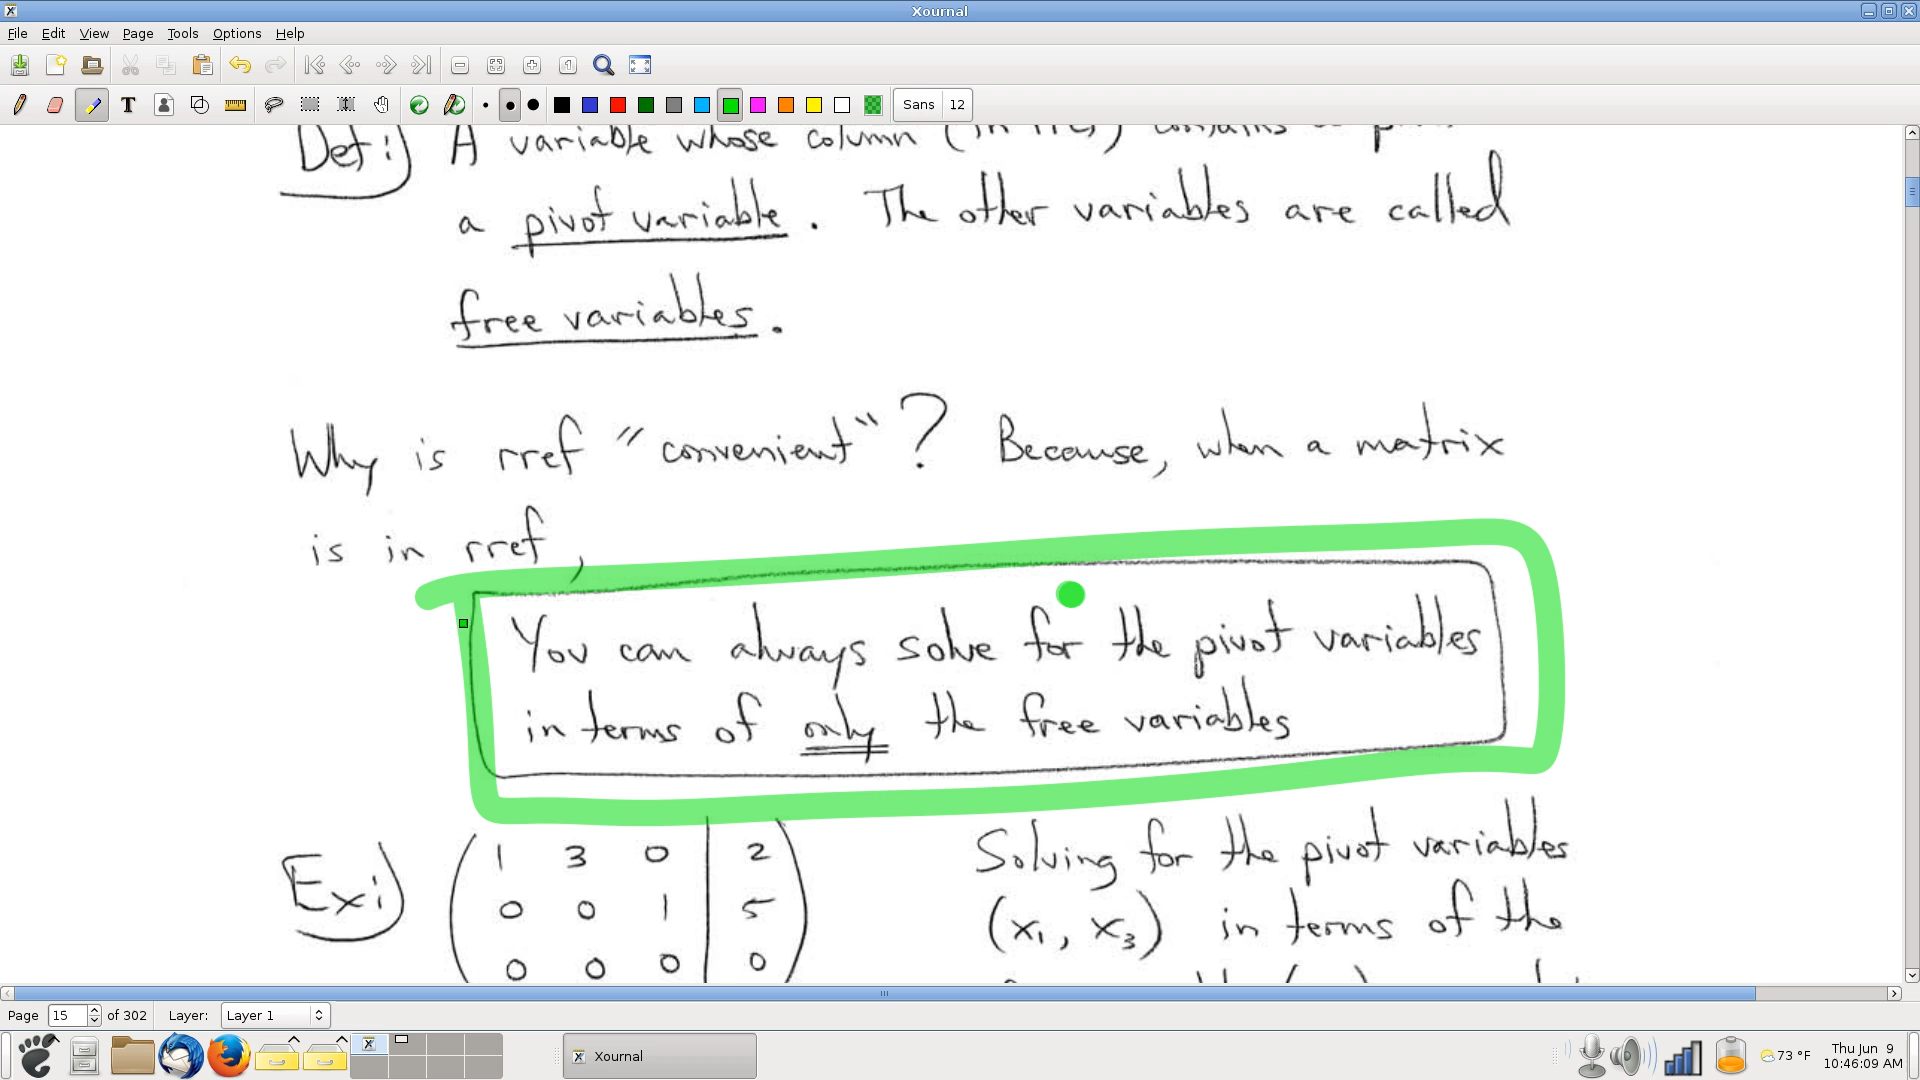 Xournal
File Edit View Page Tools Options Help
Sans 12
Def:) A variable whose column (in rref) contains a
a pivot variable. The other variables are called
free variables.
Why is rref "convenient"? Because, when a matrix
is in rref,
You can always solve for the pivot variables
in terms of only the free variables
Ex:) 1 3 0 | 2
0 0 1 | 5
0 0 0 | 0
Solving for the pivot variables
(x₁, x₃) in terms of the
Page 15 of 302 Layer: Layer 1
Xournal
73 °F
Thu Jun 9
10:46:09 AM